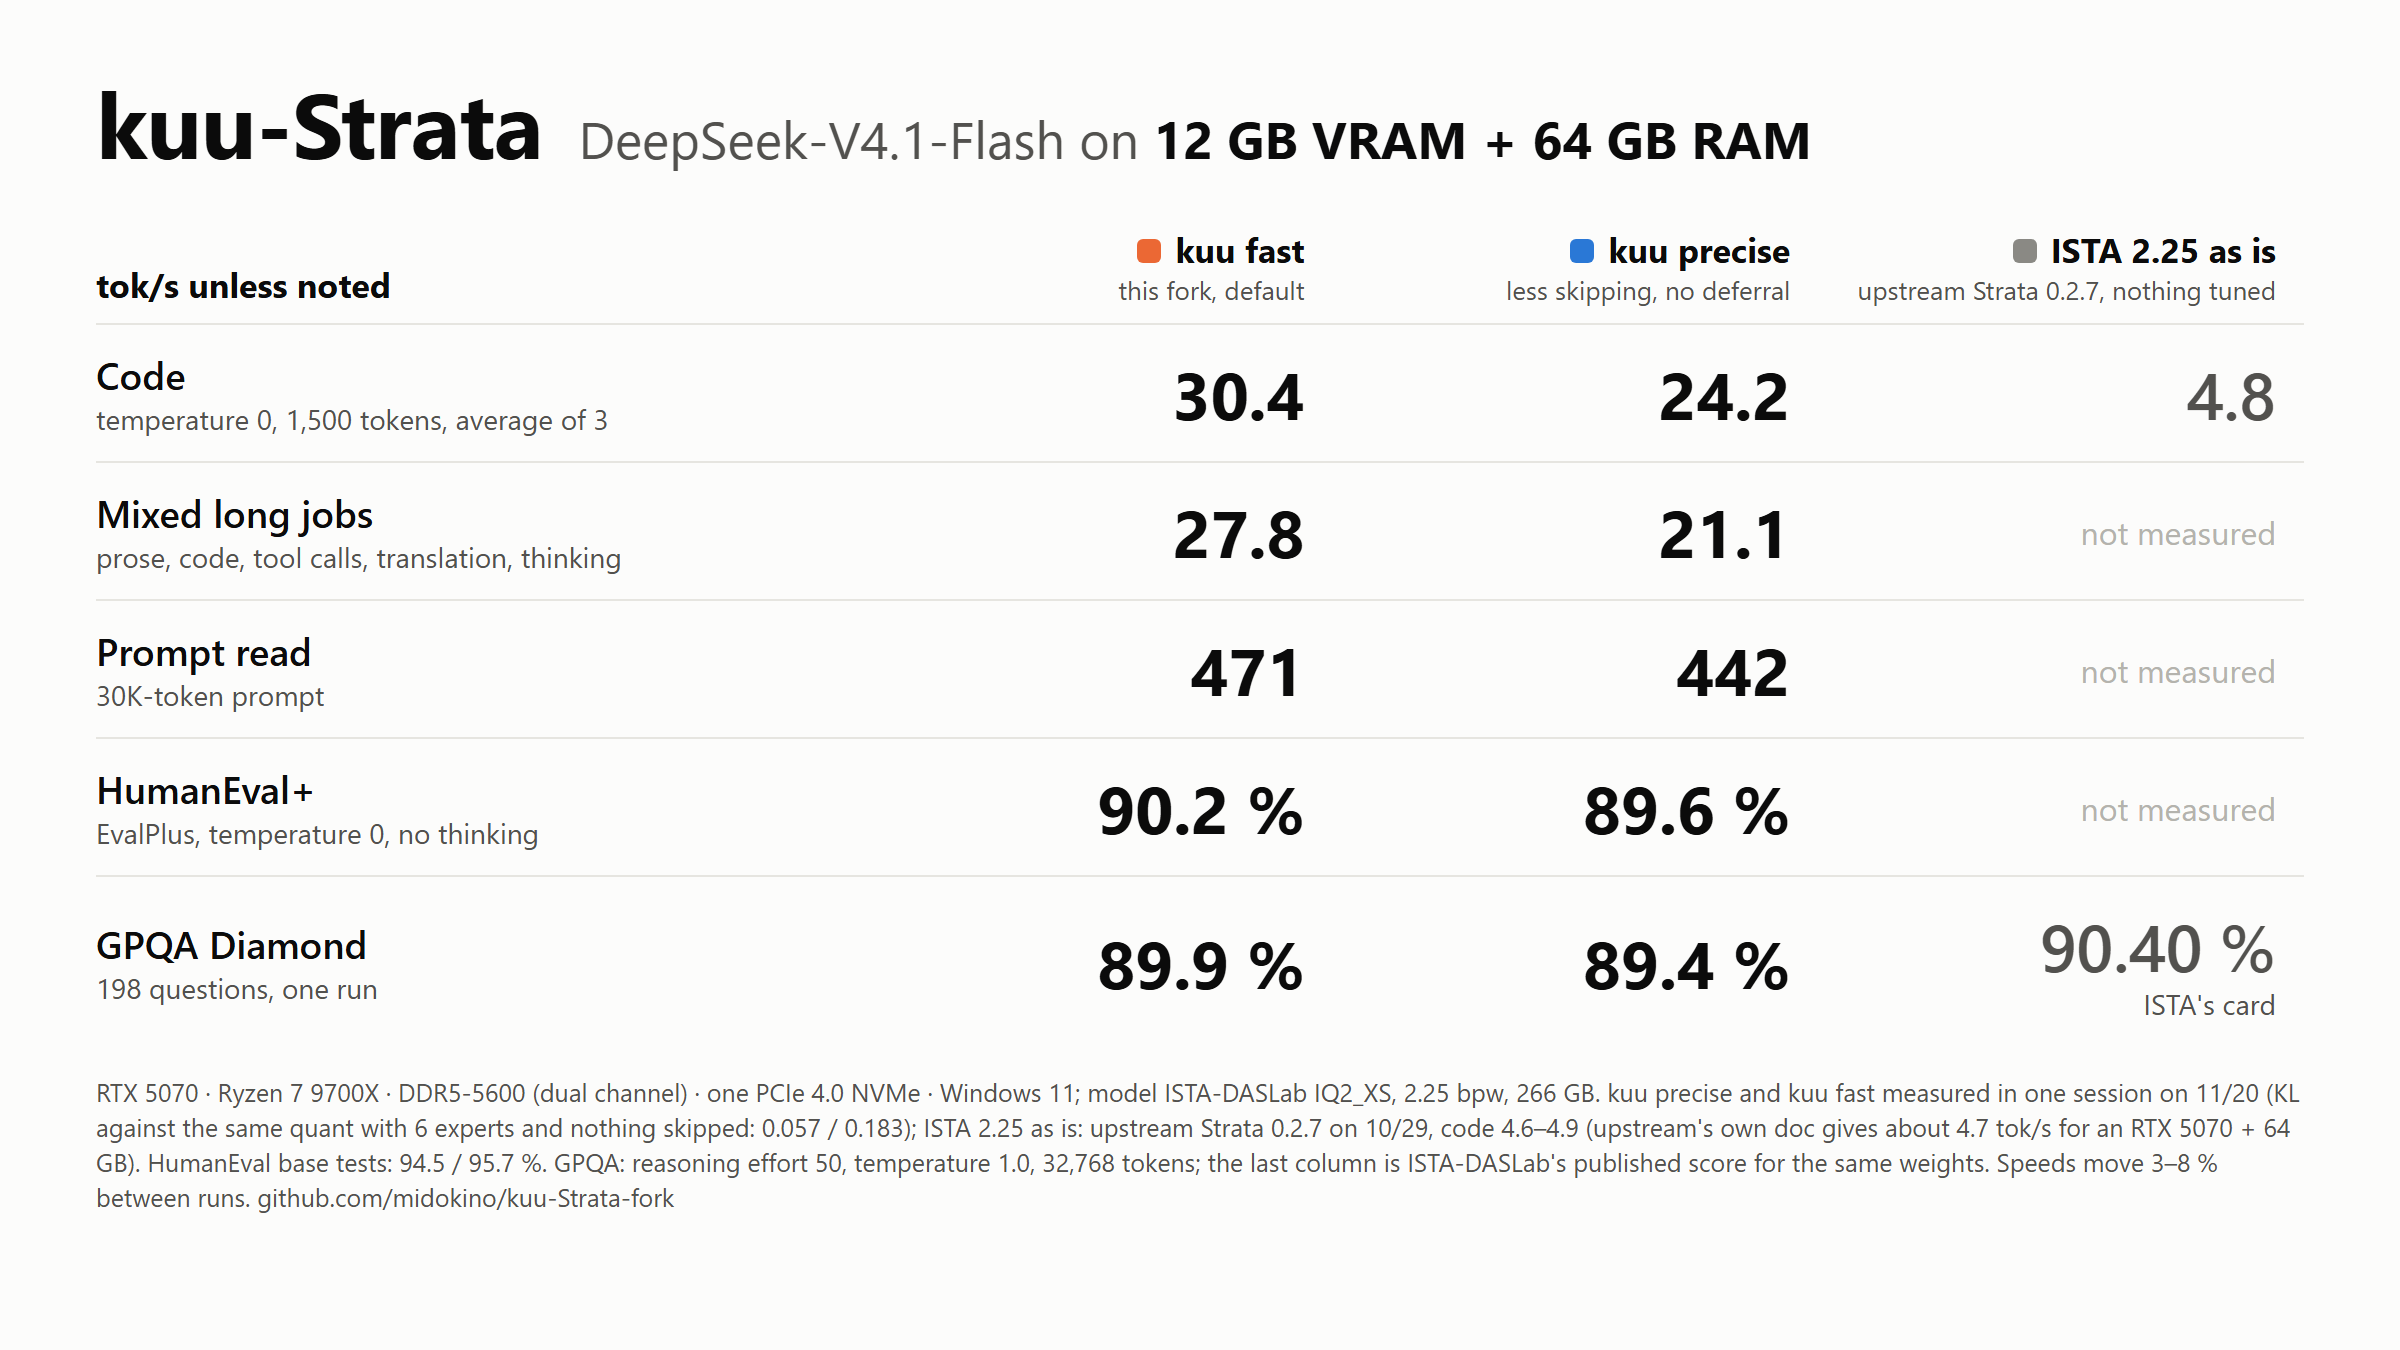 kuu-Strata DeepSeek-V4.1-Flash on 12 GB VRAM + 64 GB RAM
tok/s unless noted
kuu fast
this fork, default
kuu precise
less skipping, no deferral
ISTA 2.25 as is
upstream Strata 0.2.7, nothing tuned
Code
temperature 0, 1,500 tokens, average of 3
30.4 24.2 4.8
Mixed long jobs
prose, code, tool calls, translation, thinking
27.8 21.1 not measured
Prompt read
30K-token prompt
471 442 not measured
HumanEval+
EvalPlus, temperature 0, no thinking
90.2 % 89.6 % not measured
GPQA Diamond
198 questions, one run
89.9 % 89.4 % 90.40 %
ISTA's card
RTX 5070 · Ryzen 7 9700X · DDR5-5600 (dual channel) · one PCIe 4.0 NVMe · Windows 11; model ISTA-DASLab IQ2_XS, 2.25 bpw, 266 GB. kuu precise and kuu fast measured in one session on 11/20 (KL
against the same quant with 6 experts and nothing skipped: 0.057 / 0.183); ISTA 2.25 as is: upstream Strata 0.2.7 on 10/29, code 4.6–4.9 (upstream's own doc gives about 4.7 tok/s for an RTX 5070 + 64
GB). HumanEval base tests: 94.5 / 95.7 %. GPQA: reasoning effort 50, temperature 1.0, 32,768 tokens; the last column is ISTA-DASLab's published score for the same weights. Speeds move 3–8 %
between runs. github.com/midokino/kuu-Strata-fork